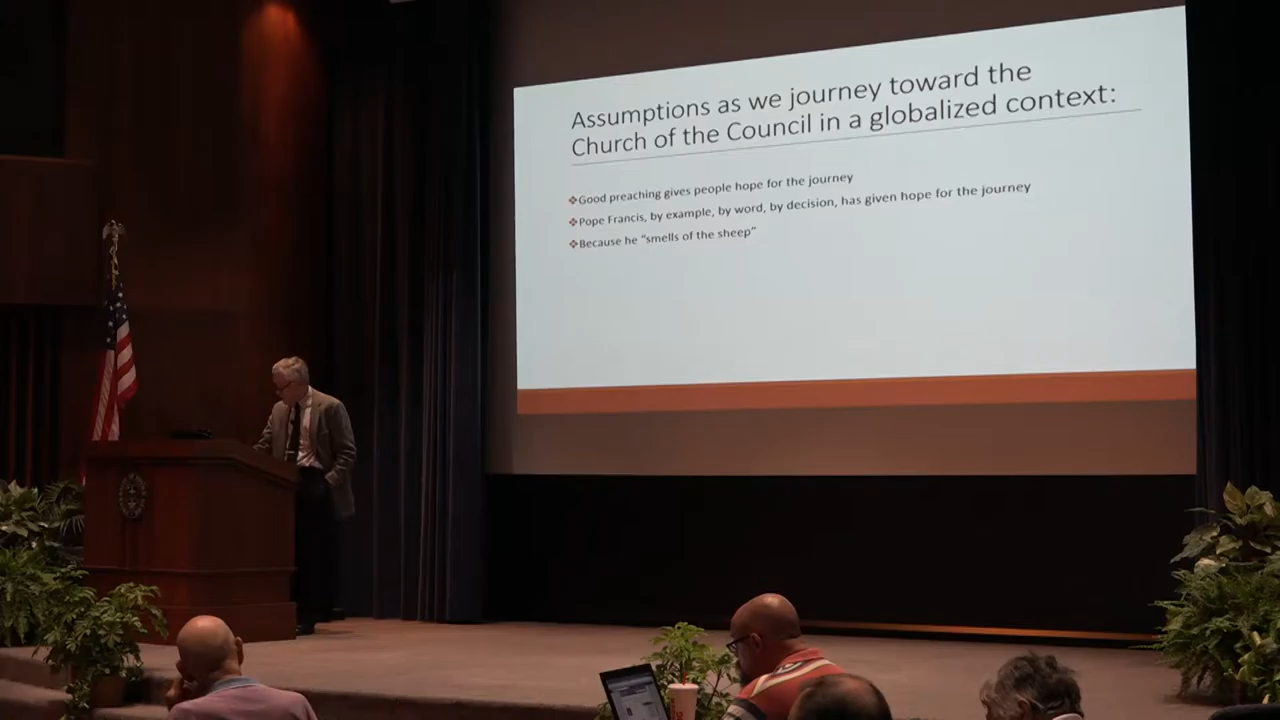 Assumptions as we journey toward the
Church of the Council in a globalized context:
Good preaching gives people hope for the journey
Pope Francis, by example, by word, by decision, has given hope for the journey
Because he “smells of the sheep”